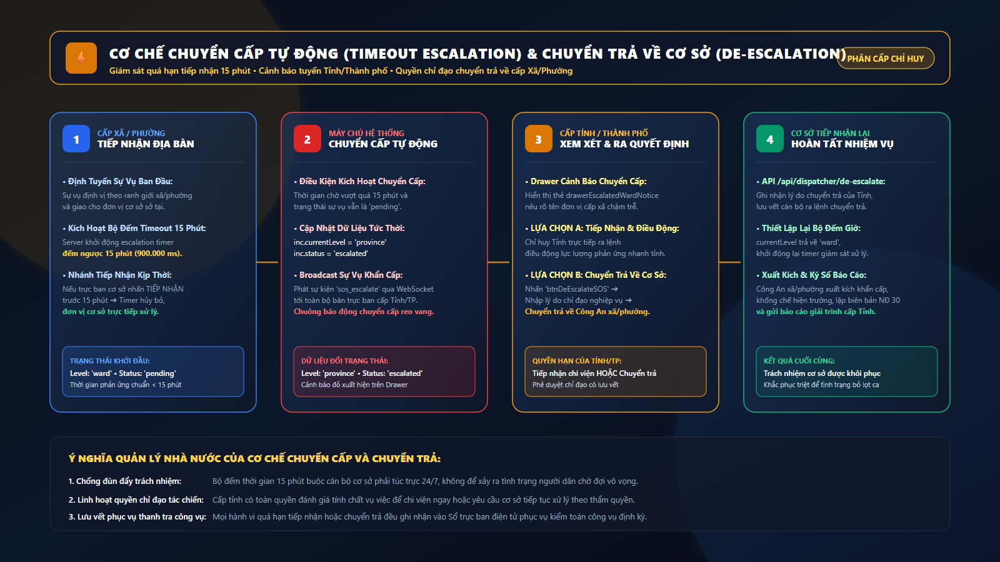 CƠ CHẾ CHUYỂN CẤP TỰ ĐỘNG (TIMEOUT ESCALATION) & CHUYỂN TRẢ VỀ CƠ SỞ (DE-ESCALATION)
PHÂN CẤP CHỈ HUY
Giám sát quá hạn tiếp nhận 15 phút • Cảnh báo tuyến Tỉnh/Thành phố • Quyền chỉ đạo chuyển trả về cấp Xã/Phường
1
CẤP XÃ / PHƯỜNG
TIẾP NHẬN ĐỊA BÀN
• Định Tuyến Sự Vụ Ban Đầu:
Sự vụ định vị theo ranh giới xã/phường
và giao cho đơn vị cơ sở sở tại.
• Kích Hoạt Bộ Đếm Timeout 15 Phút:
Server khởi động escalation timer
đếm ngược 15 phút (900.000 ms).
• Nhánh Tiếp Nhận Kịp Thời:
Nếu trực ban cơ sở nhấn TIẾP NHẬN
trước 15 phút ➔ Timer hủy bỏ,
đơn vị cơ sở trực tiếp xử lý.
TRẠNG THÁI KHỞI ĐẦU:
Level: 'ward' • Status: 'pending'
Thời gian phản ứng chuẩn < 15 phút
2
MÁY CHỦ HỆ THỐNG
CHUYỂN CẤP TỰ ĐỘNG
• Điều Kiện Kích Hoạt Chuyển Cấp:
Thời gian chờ vượt quá 15 phút và
trạng thái sự vụ vẫn là 'pending'.
• Cập Nhật Dữ Liệu Tức Thời:
inc.currentLevel = 'province'
inc.status = 'escalated'
• Broadcast Sự Vụ Khẩn Cấp:
Phát sự kiện 'sos_escalate' qua WebSocket
tới toàn bộ bàn trực ban cấp Tỉnh/TP.
Chuông báo động chuyển cấp reo vang.
DỮ LIỆU ĐỔI TRẠNG THÁI:
Level: 'province' • Status: 'escalated'
Cảnh báo đỏ xuất hiện trên Drawer
3
CẤP TỈNH / THÀNH PHỐ
XEM XÉT & RA QUYẾT ĐỊNH
• Drawer Cảnh Báo Chuyển Cấp:
Hiển thị thẻ drawerEscalatedWardNotice
nêu rõ tên đơn vị cấp xã chậm trễ.
• LỰA CHỌN A: Tiếp Nhận & Điều Động:
Chỉ huy Tỉnh trực tiếp ra lệnh
điều động lực lượng phản ứng nhanh tỉnh.
• LỰA CHỌN B: Chuyển Trả Về Cơ Sở:
Nhấn 'btnDeEscalateSOS' ➔
Nhập lý do chỉ đạo nghiệp vụ ➔
Chuyển trả về Công An xã/phường.
QUYỀN HẠN CỦA TỈNH/TP:
Tiếp nhận chi viện HOẶC Chuyển trả
Phê duyệt chỉ đạo có lưu vết
4
CƠ SỞ TIẾP NHẬN LẠI
HOÀN TẤT NHIỆM VỤ
• API /api/dispatcher/de-escalate:
Ghi nhận lý do chuyển trả của Tỉnh,
lưu vết cán bộ ra lệnh chuyển trả.
• Thiết Lập Lại Bộ Đếm Giờ:
currentLevel trả về 'ward',
khởi động lại timer giám sát xử lý.
• Xuất Kích & Ký Số Báo Cáo:
Công An xã/phường xuất kích khẩn cấp,
khống chế hiện trường, lập biên bản NĐ 30
và gửi báo cáo giải trình cấp Tỉnh.
KẾT QUẢ CUỐI CÙNG:
Trách nhiệm cơ sở được khôi phục
Khắc phục triệt để tình trạng bỏ lọt ca
Ý NGHĨA QUẢN LÝ NHÀ NƯỚC CỦA CƠ CHẾ CHUYỂN CẤP VÀ CHUYỂN TRẢ:
1. Chống đùn đẩy trách nhiệm: Bộ đếm thời gian 15 phút buộc cán bộ cơ sở phải túc trực 24/7, không để xảy ra tình trạng người dân chờ đợi vô vọng.
2. Linh hoạt quyền chỉ đạo tác chiến: Cấp tỉnh có toàn quyền đánh giá tính chất vụ việc để chi viện ngay hoặc yêu cầu cơ sở tiếp tục xử lý theo thẩm quyền.
3. Lưu vết phục vụ thanh tra công vụ: Mọi hành vi quá hạn tiếp nhận hoặc chuyển trả đều ghi nhận vào Sổ trực ban điện tử phục vụ kiểm toán công vụ định kỳ.